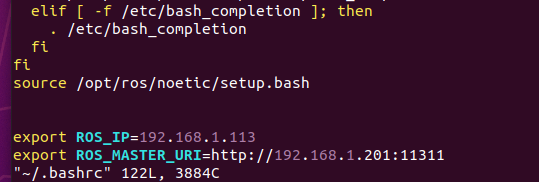 elif [ -f /etc/bash_completion ]; then
. /etc/bash_completion
fi
fi
source /opt/ros/noetic/setup.bash
export ROS_IP=192.168.1.113
export ROS_MASTER_URI=http://192.168.1.201:11311
"~/.bashrc" 122L, 3884C